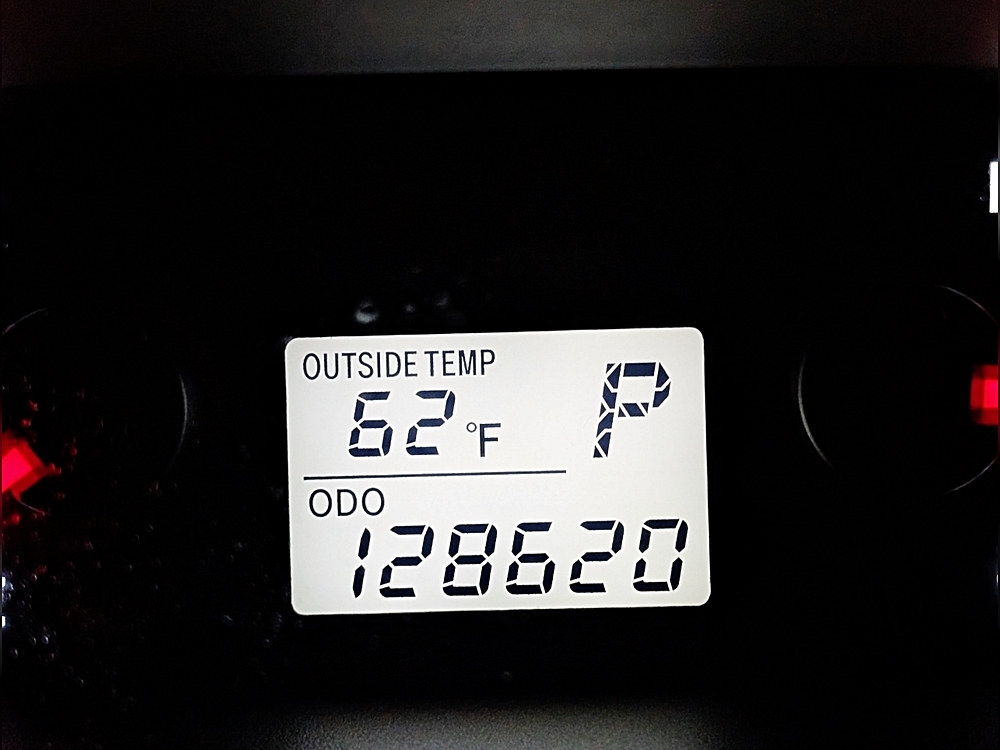 OUTSIDE TEMP
62 °F P
ODO
128620